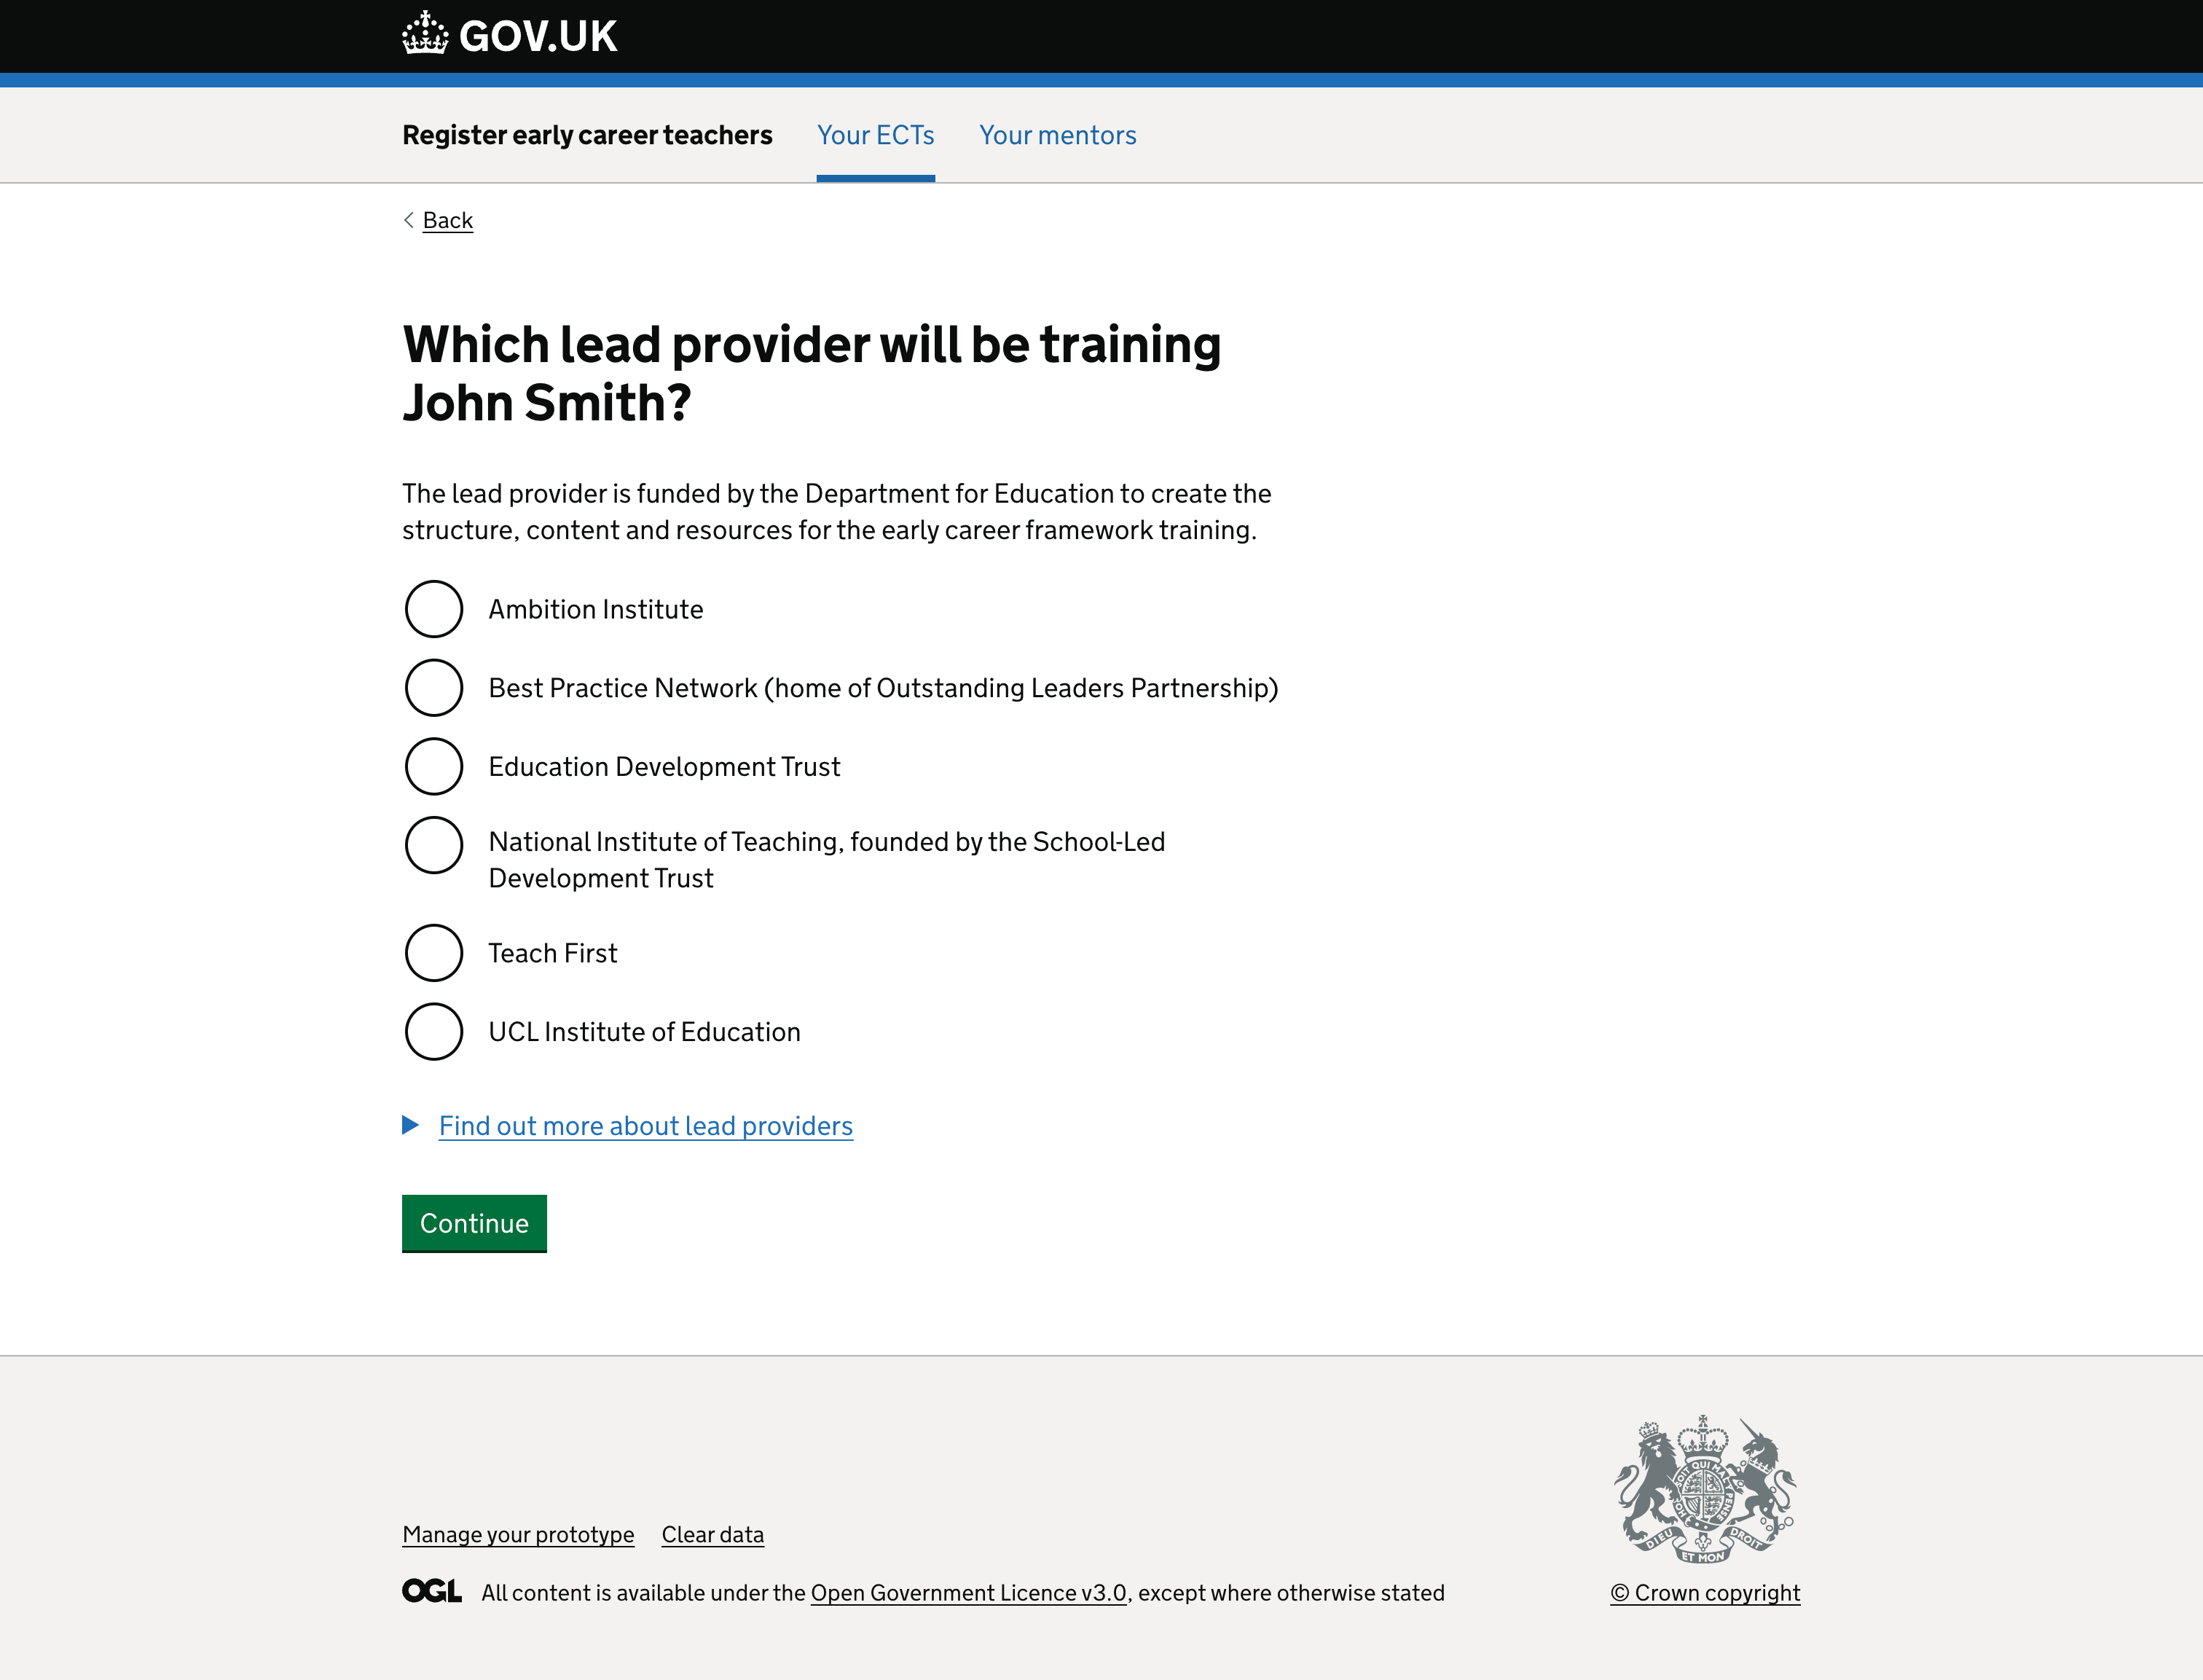 GOV.UK
Register early career teachers Your ECTs Your mentors
Back
Which lead provider will be training
John Smith?
The lead provider is funded by the Department for Education to create the
structure, content and resources for the early career framework training.
Ambition Institute
Best Practice Network (home of Outstanding Leaders Partnership)
Education Development Trust
National Institute of Teaching, founded by the School-Led
Development Trust
Teach First
UCL Institute of Education
Find out more about lead providers
Continue
DIEU ET MON DROIT
Manage your prototype Clear data
OGL All content is available under the Open Government Licence v3.0, except where otherwise stated
© Crown copyright